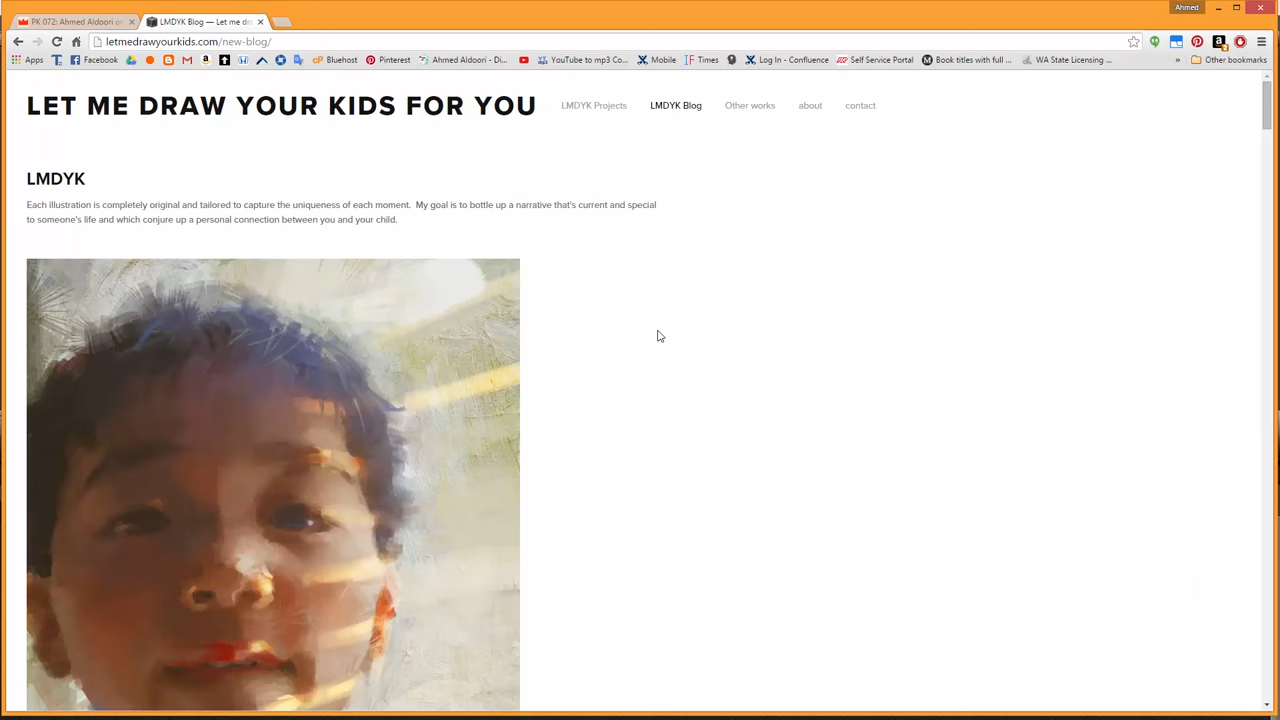 Ahmed
PK 072: Ahmed Aldoori o
LMDYK Blog — Let me dr
letmedrawyourkids.com/new-blog/
Apps Facebook Bluehost Pinterest Ahmed Aldoori - Di... YouTube to mp3 Co... Mobile Times Log In - Confluence Self Service Portal Book titles with full ... WA State Licensing ... » Other bookmarks
LET ME DRAW YOUR KIDS FOR YOU
LMDYK Projects LMDYK Blog Other works about contact
LMDYK
Each illustration is completely original and tailored to capture the uniqueness of each moment. My goal is to bottle up a narrative that's current and special
to someone's life and which conjure up a personal connection between you and your child.